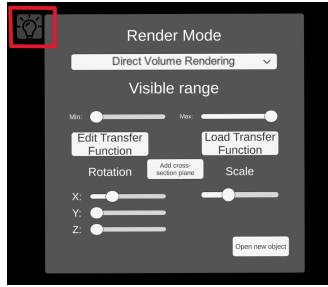 Render Mode
Direct Volume Rendering
Visible range
Min: Max:
Edit Transfer Function
Load Transfer Function
Rotation
Add cross-section plane
Scale
X:
Y:
Z:
Open new object